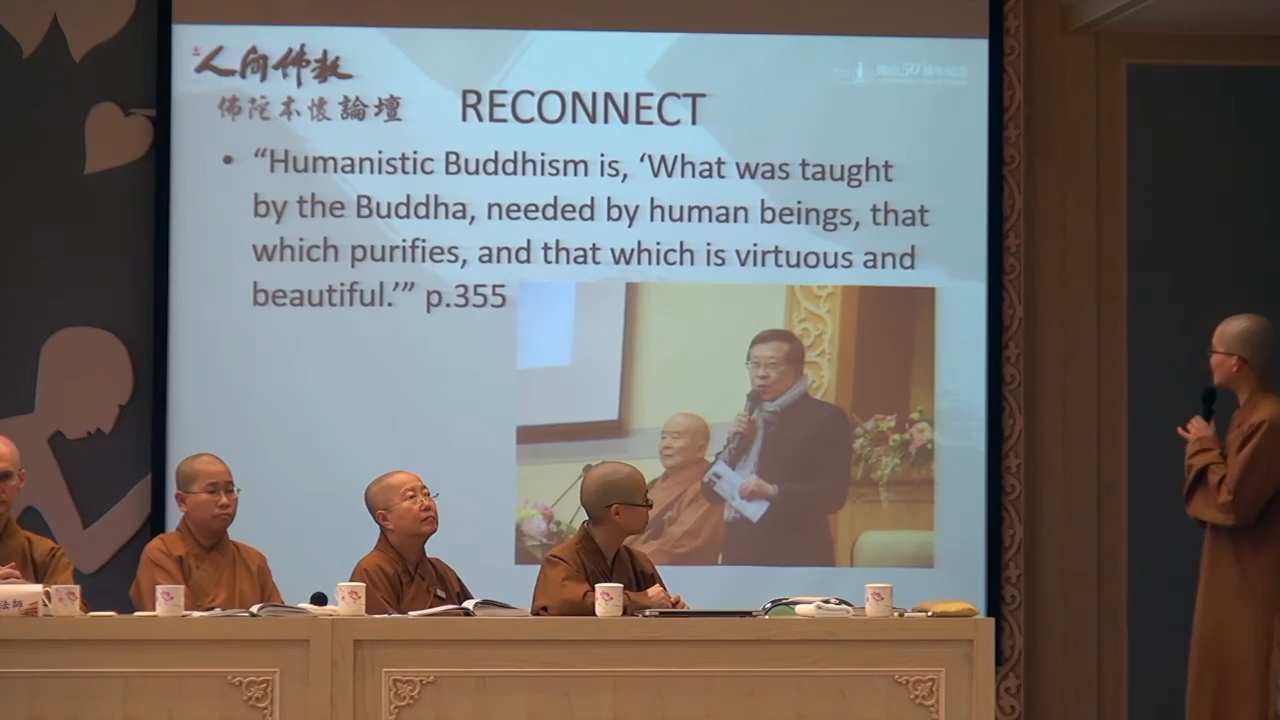 人间佛教
佛陀本懷論壇
RECONNECT
• “Humanistic Buddhism is, ‘What was taught
by the Buddha, needed by human beings, that
which purifies, and that which is virtuous and
beautiful.’” p.355
法師